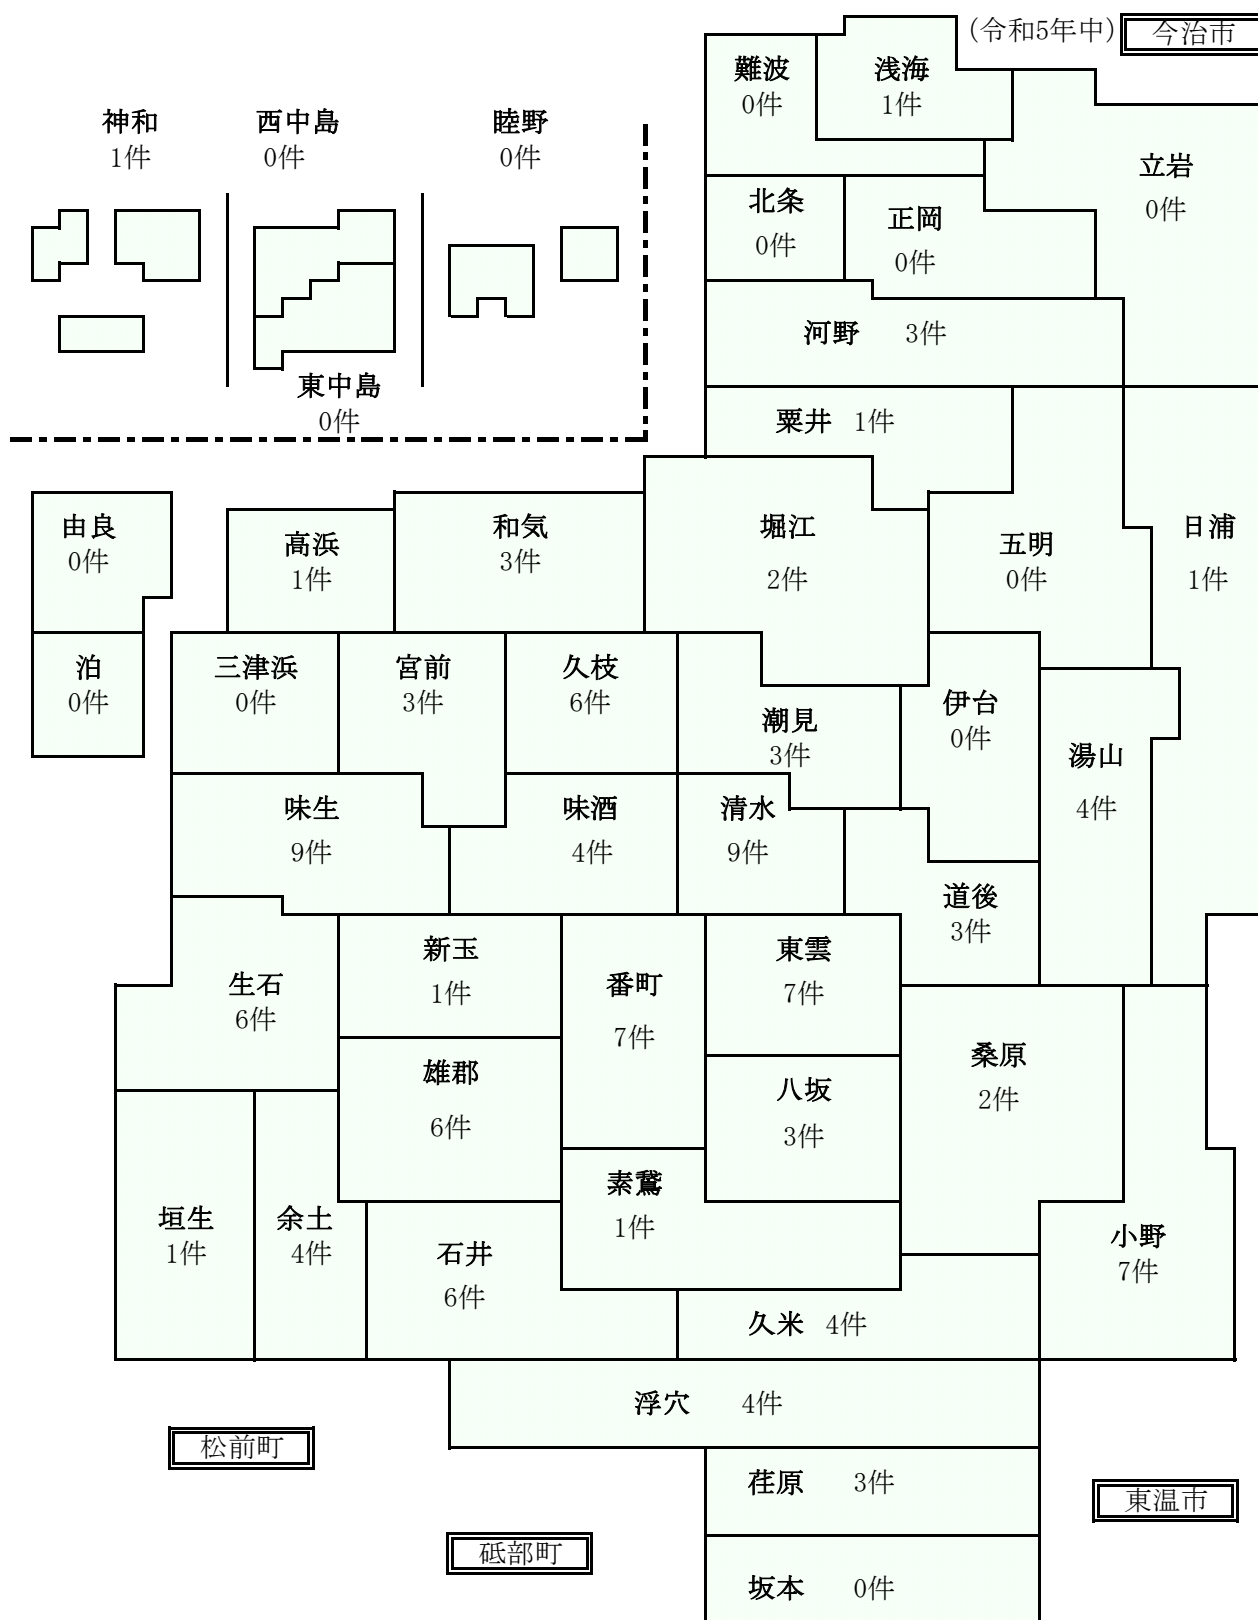 (令和5年中)
今治市
難波
0件
浅海
1件
神和
1件
西中島
0件
睦野
0件
立岩
0件
北条
0件
正岡
0件
河野 3件
東中島
0件
粟井 1件
由良
0件
高浜
1件
和気
3件
堀江
2件
五明
0件
日浦
1件
泊
0件
三津浜
0件
宮前
3件
久枝
6件
潮見
3件
伊台
0件
湯山
4件
味生
9件
味酒
4件
清水
9件
道後
3件
生石
6件
新玉
1件
番町
7件
東雲
7件
桑原
2件
雄郡
6件
八坂
3件
素鵞
1件
垣生
1件
余土
4件
石井
6件
小野
7件
久米 4件
浮穴 4件
松前町
荏原 3件
東温市
砥部町
坂本 0件